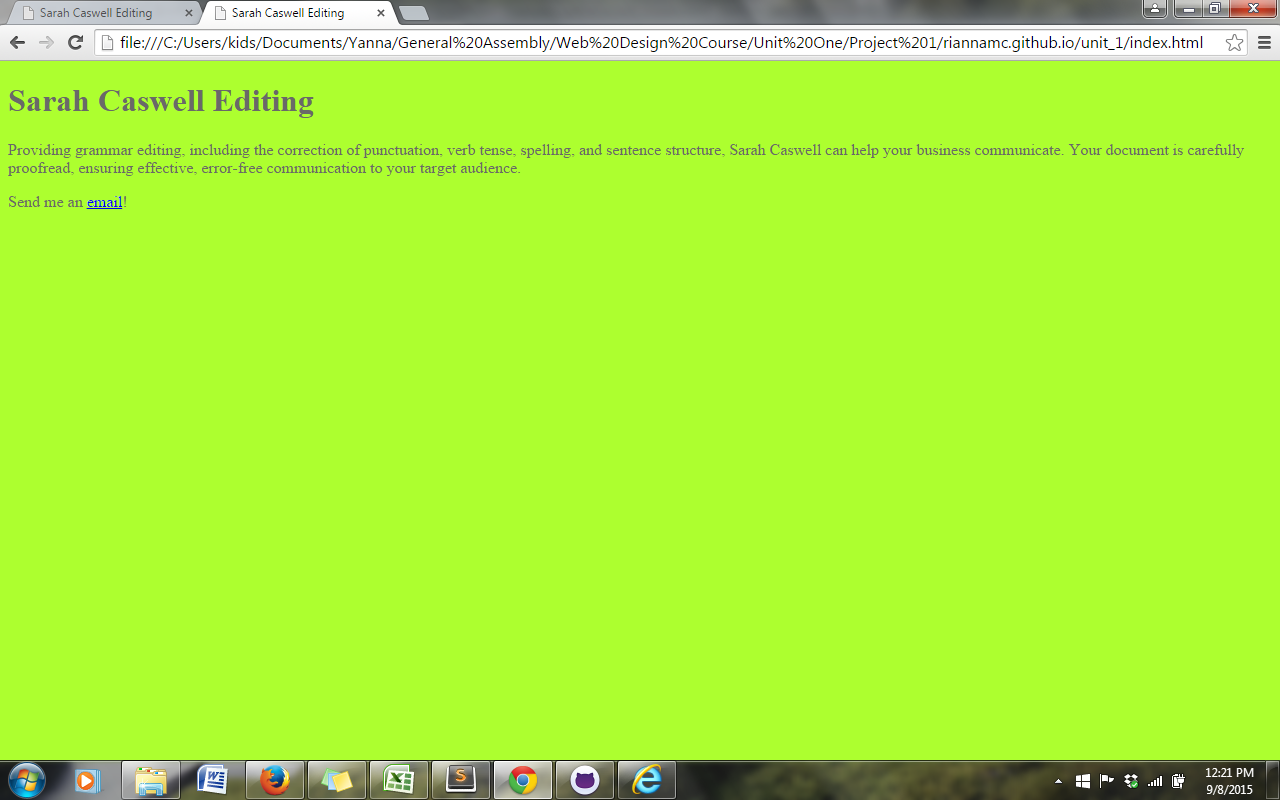 Sarah Caswell Editing
Sarah Caswell Editing
file:///C:/Users/kids/Documents/Yanna/General%20Assembly/Web%20Design%20Course/Unit%20One/Project%201/riannamc.github.io/unit_1/index.html
Sarah Caswell Editing
Providing grammar editing, including the correction of punctuation, verb tense, spelling, and sentence structure, Sarah Caswell can help your business communicate. Your document is carefully
proofread, ensuring effective, error-free communication to your target audience.
Send me an email!
12:21 PM
9/8/2015